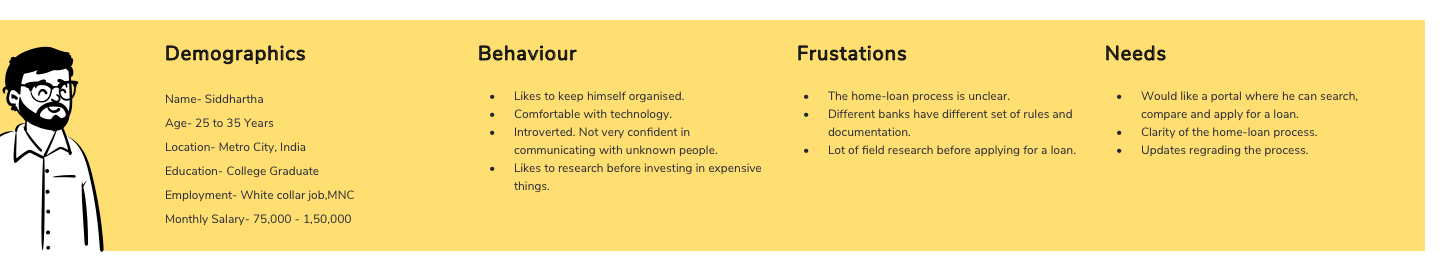 Demographics
Name- Siddhartha
Age- 25 to 35 Years
Location- Metro City, India
Education- College Graduate
Employment- White collar job,MNC
Monthly Salary- 75,000 - 1,50,000
Behaviour
• Likes to keep himself organised.
• Comfortable with technology.
• Introverted. Not very confident in
communicating with unknown people.
• Likes to research before investing in expensive
things.
Frustations
• The home-loan process is unclear.
• Different banks have different set of rules and
documentation.
• Lot of field research before applying for a loan.
Needs
• Would like a portal where he can search,
compare and apply for a loan.
• Clarity of the home-loan process.
• Updates regrading the process.